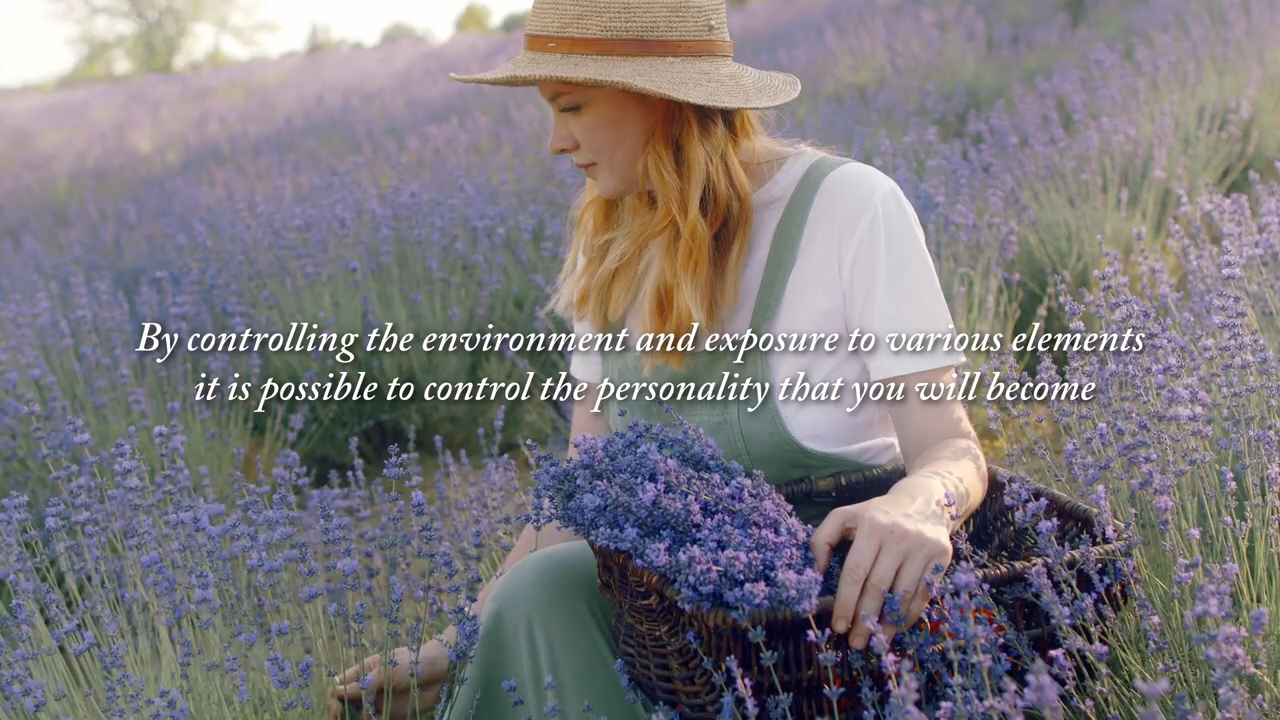 By controlling the environment and exposure to various elements
it is possible to control the personality that you will become